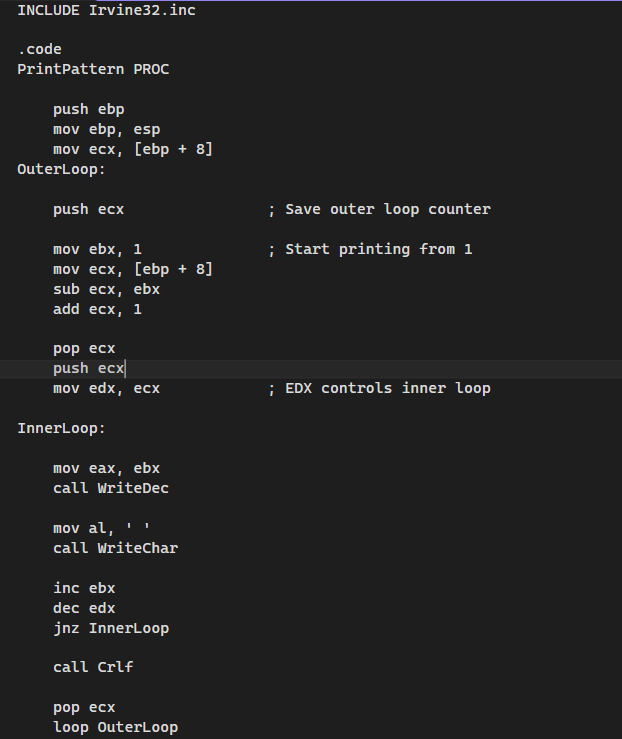 INCLUDE Irvine32.inc
.code
PrintPattern PROC
push ebp
mov ebp, esp
mov ecx, [ebp + 8]
OuterLoop:
push ecx ; Save outer loop counter
mov ebx, 1 ; Start printing from 1
mov ecx, [ebp + 8]
sub ecx, ebx
add ecx, 1
pop ecx
push ecx
mov edx, ecx ; EDX controls inner loop
InnerLoop:
mov eax, ebx
call WriteDec
mov al, ' '
call WriteChar
inc ebx
dec edx
jnz InnerLoop
call Crlf
pop ecx
loop OuterLoop